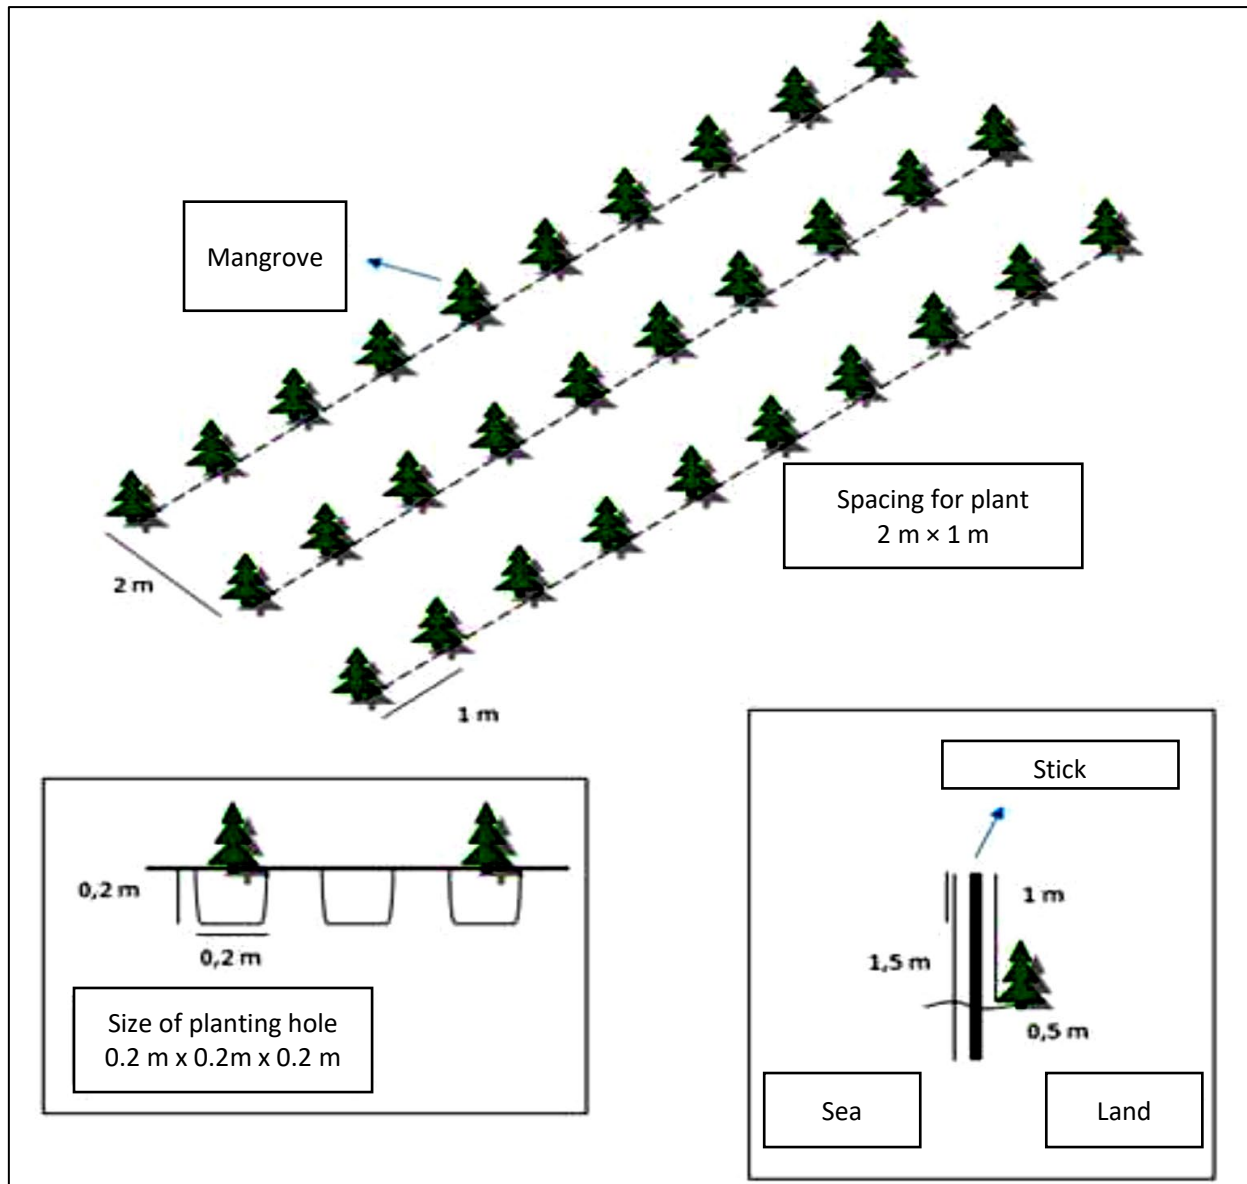 Mangrove
Spacing for plant
2 m × 1 m
2 m
1 m
Stick
0,2 m
0,2 m
1 m
1,5 m
0,5 m
Size of planting hole
0.2 m x 0.2m x 0.2 m
Sea
Land